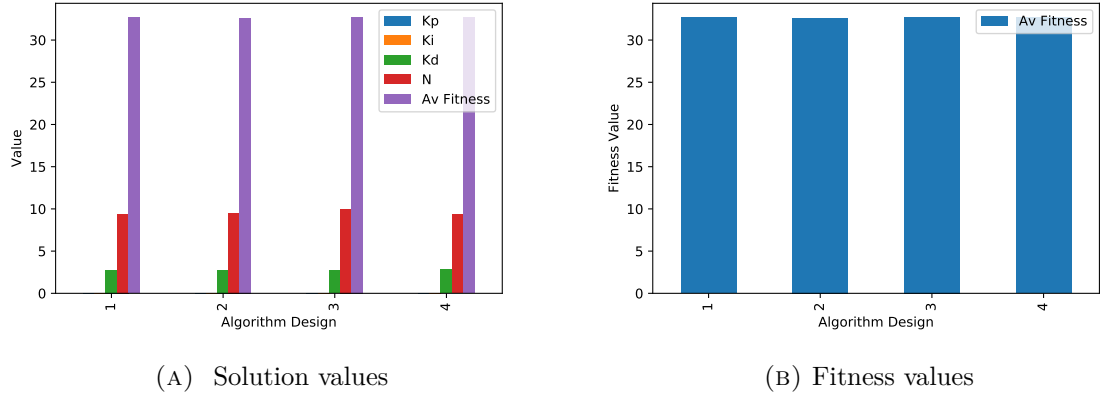 Kp
Ki
Kd
N
Av Fitness
30
25
20
15
10
5
0
Value
1
2
3
4
Algorithm Design
(A) Solution values
Av Fitness
30
25
20
15
10
5
0
Fitness Value
1
2
3
4
Algorithm Design
(B) Fitness values